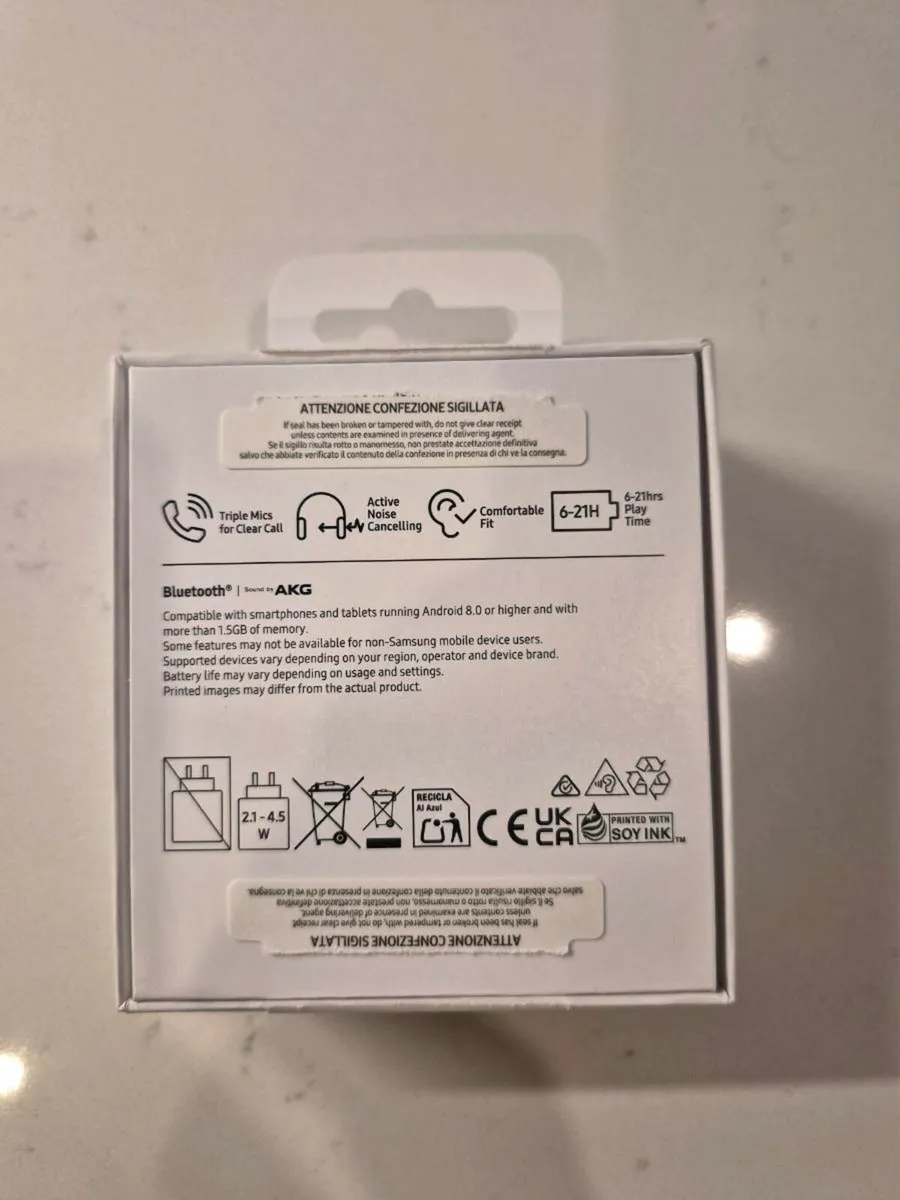 ATTENZIONE CONFEZIONE SIGILLATA
If seal has been broken or tampered with, do not give clear receipt
unless contents are examined in presence of delivering agent.
Se il sigillo risulta rotto o manomesso, non prestate accettazione definitiva
salvo che abbiate verificato il contenuto della confezione in presenza di chi ve la consegna.
Triple Mics
for Clear Call
Active
Noise
Cancelling
Comfortable
Fit
6-21H
6-21hrs
Play
Time
Bluetooth® | Sound by AKG
Compatible with smartphones and tablets running Android 8.0 or higher and with
more than 1.5GB of memory.
Some features may not be available for non-Samsung mobile device users.
Supported devices vary depending on your region, operator and device brand.
Battery life may vary depending on usage and settings.
Printed images may differ from the actual product.
2.1 - 4.5
W
RECICLA
Al Azul
CE
UK
CA
PRINTED WITH
SOY INK™
ATTENZIONE CONFEZIONE SIGILLATA
If seal has been broken or tampered with, do not give clear receipt
unless contents are examined in presence of delivering agent.
Se il sigillo risulta rotto o manomesso, non prestate accettazione definitiva
salvo che abbiate verificato il contenuto della confezione in presenza di chi ve la consegna.